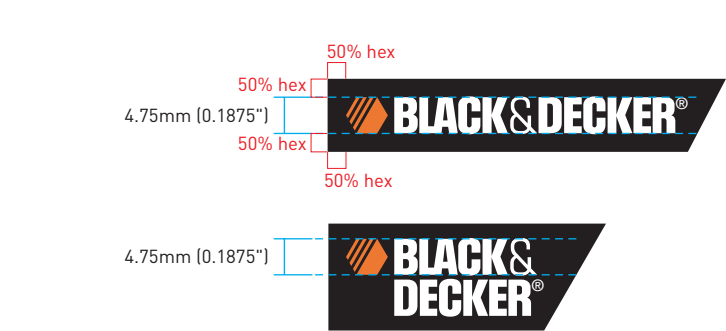 50% hex
50% hex
4.75mm (0.1875")
BLACK&DECKER®
50% hex
50% hex
4.75mm (0.1875")
BLACK&
DECKER®